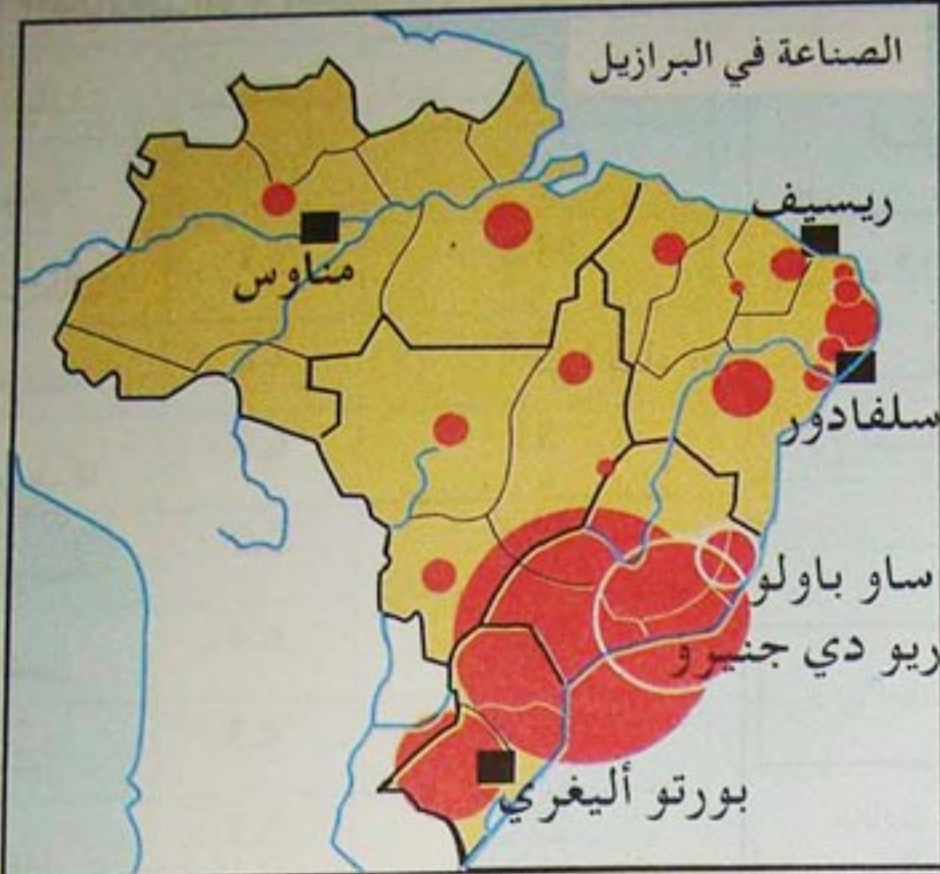 الصناعة في البرازيل
ريسيف
مناوس
سلفادور
ساو باولو
ريو دي جنيرو
بورتو أليغري